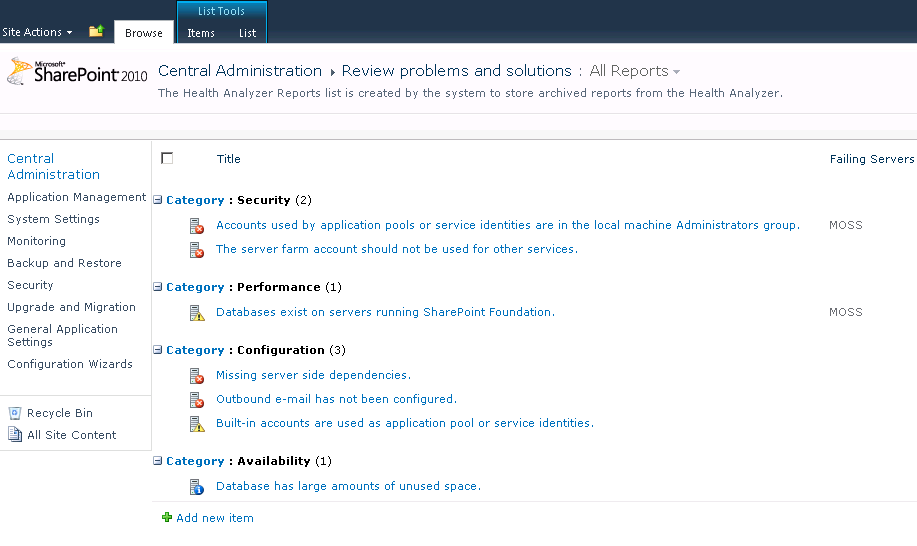 List Tools
Site Actions Browse Items List
Microsoft®
SharePoint® 2010
Central Administration Review problems and solutions : All Reports
The Health Analyzer Reports list is created by the system to store archived reports from the Health Analyzer.
Central
Administration
Application Management
System Settings
Monitoring
Backup and Restore
Security
Upgrade and Migration
General Application
Settings
Configuration Wizards
Recycle Bin
All Site Content
Title Failing Servers
Category : Security (2)
Accounts used by application pools or service identities are in the local machine Administrators group. MOSS
The server farm account should not be used for other services.
Category : Performance (1)
Databases exist on servers running SharePoint Foundation. MOSS
Category : Configuration (3)
Missing server side dependencies.
Outbound e-mail has not been configured.
Built-in accounts are used as application pool or service identities.
Category : Availability (1)
Database has large amounts of unused space.
Add new item